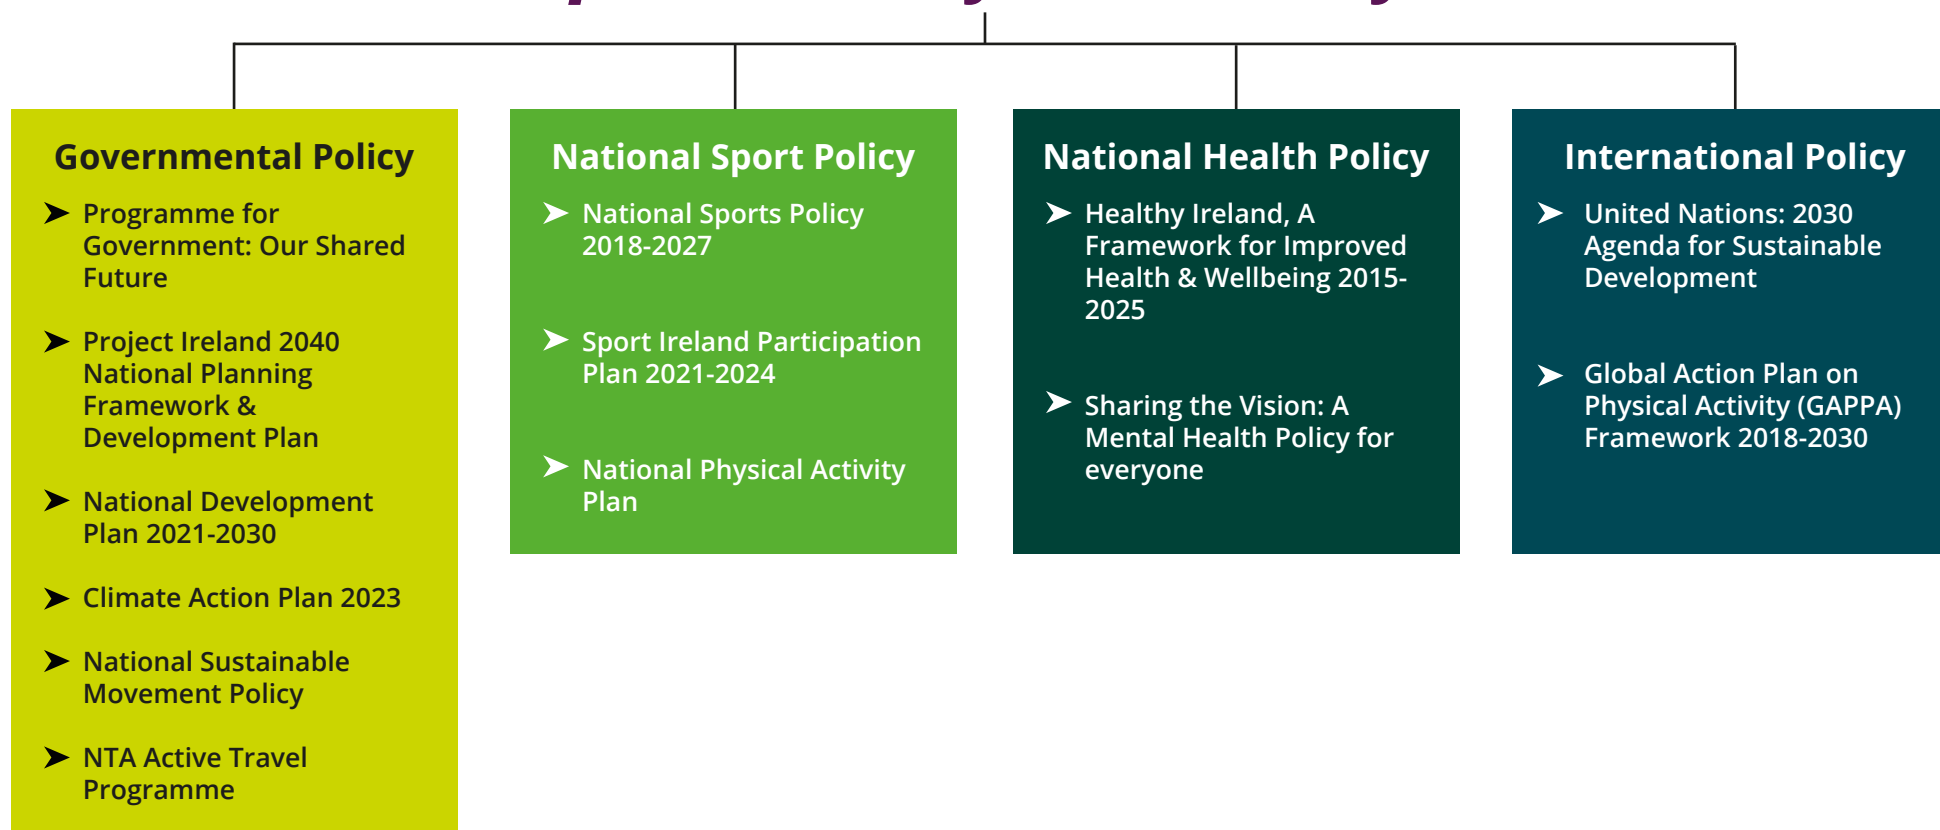 Governmental Policy
Programme for
Government: Our Shared
Future
Project Ireland 2040
National Planning
Framework &
Development Plan
National Development
Plan 2021-2030
Climate Action Plan 2023
National Sustainable
Movement Policy
NTA Active Travel
Programme
National Sport Policy
National Sports Policy
2018-2027
Sport Ireland Participation
Plan 2021-2024
National Physical Activity
Plan
National Health Policy
Healthy Ireland, A
Framework for Improved
Health & Wellbeing 2015-
2025
Sharing the Vision: A
Mental Health Policy for
everyone
International Policy
United Nations: 2030
Agenda for Sustainable
Development
Global Action Plan on
Physical Activity (GAPPA)
Framework 2018-2030